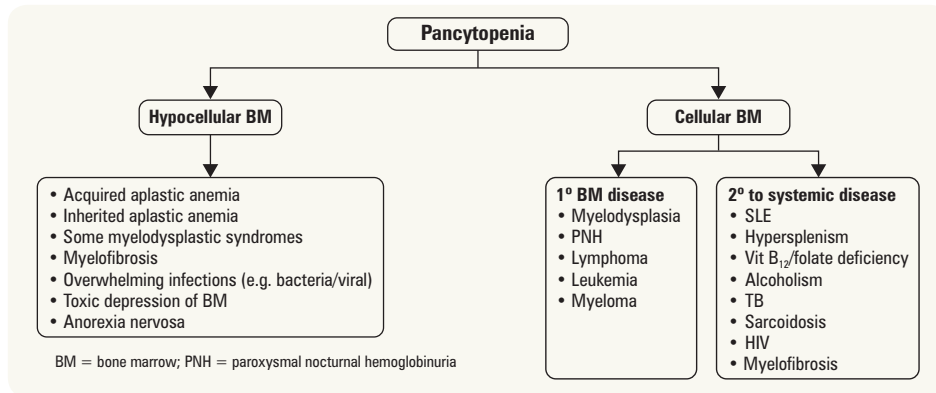 Pancytopenia
Hypocellular BM
Cellular BM
• Acquired aplastic anemia
• Inherited aplastic anemia
• Some myelodysplastic syndromes
• Myelofibrosis
• Overwhelming infections (e.g. bacteria/viral)
• Toxic depression of BM
• Anorexia nervosa
1º BM disease
• Myelodysplasia
• PNH
• Lymphoma
• Leukemia
• Myeloma
2º to systemic disease
• SLE
• Hypersplenism
• Vit B₁₂/folate deficiency
• Alcoholism
• TB
• Sarcoidosis
• HIV
• Myelofibrosis
BM = bone marrow; PNH = paroxysmal nocturnal hemoglobinuria